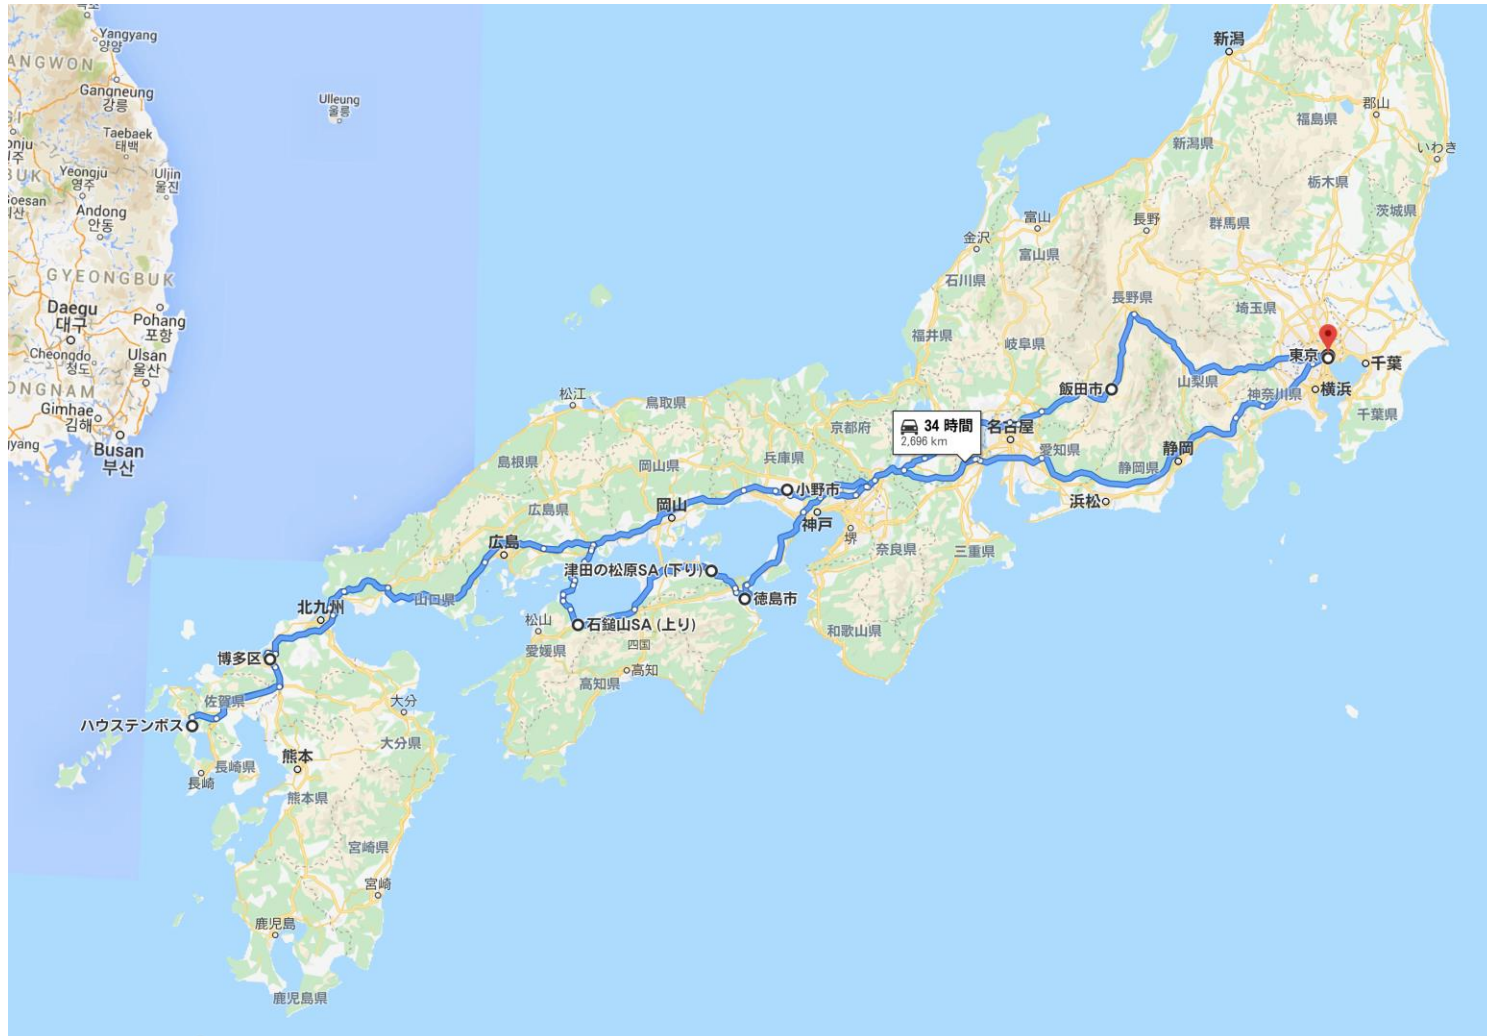 속초
Yangyang
양양
ANGWON
Gangneung
강릉
Taebaek
태백
Ulleung
울릉
Yeongju
영주
Uljin
울진
BUK
Goesan
Andong
안동
GYEONGBUK
Daegu
대구
Pohang
포항
Cheongdo
청도
Ulsan
울산
ONGNAM
Gimhae
김해
Busan
부산
新潟
郡山
福島県
新潟県
いわき
栃木県
茨城県
富山
長野
群馬県
金沢
富山県
石川県
長野県
埼玉県
福井県
岐阜県
東京
千葉
山梨県
飯田市
神奈川県
横浜
千葉県
松江
鳥取県
京都府
34 時間
2,696 km
名古屋
愛知県
静岡
静岡県
島根県
岡山県
兵庫県
小野市
浜松
岡山
広島県
神戸
堺
広島
奈良県
三重県
津田の松原SA (下り)
徳島市
山口県
北九州
松山
石鎚山SA (上り)
和歌山県
愛媛県
四国
博多区
高知
高知県
佐賀県
大分
ハウステンボス
大分県
熊本
長崎県
長崎
熊本県
宮崎県
宮崎
鹿児島
鹿児島県